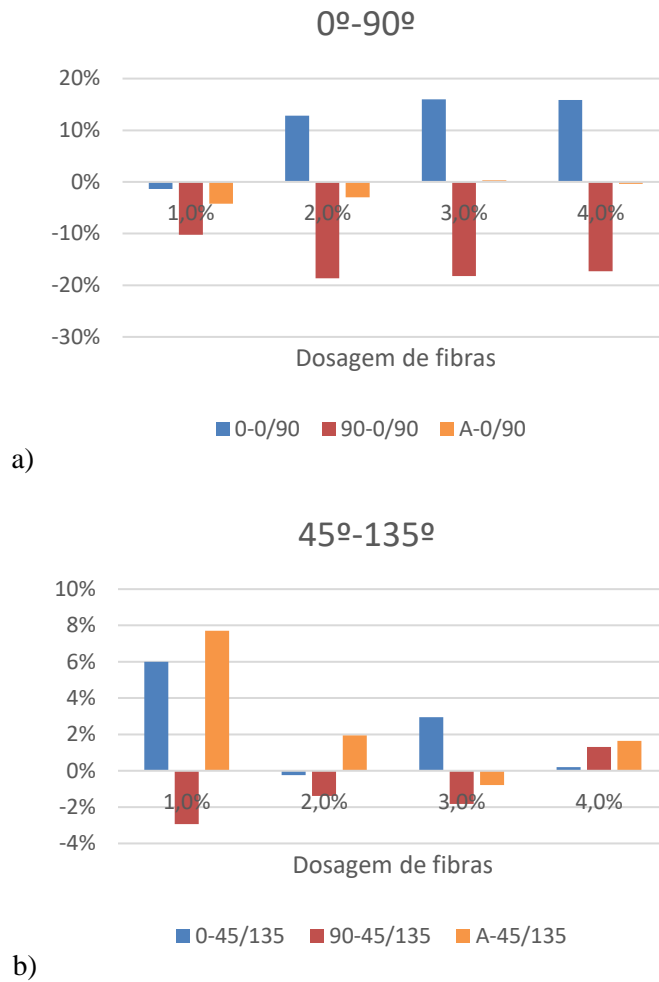 0º-90º
20%
10%
0%
1,0% 2,0% 3,0% 4,0%
-10%
-20%
-30%
Dosagem de fibras
0-0/90 90-0/90 A-0/90
a)
45º-135º
10%
8%
6%
4%
2%
0%
1,0% 2,0% 3,0% 4,0%
-2%
-4%
Dosagem de fibras
0-45/135 90-45/135 A-45/135
b)